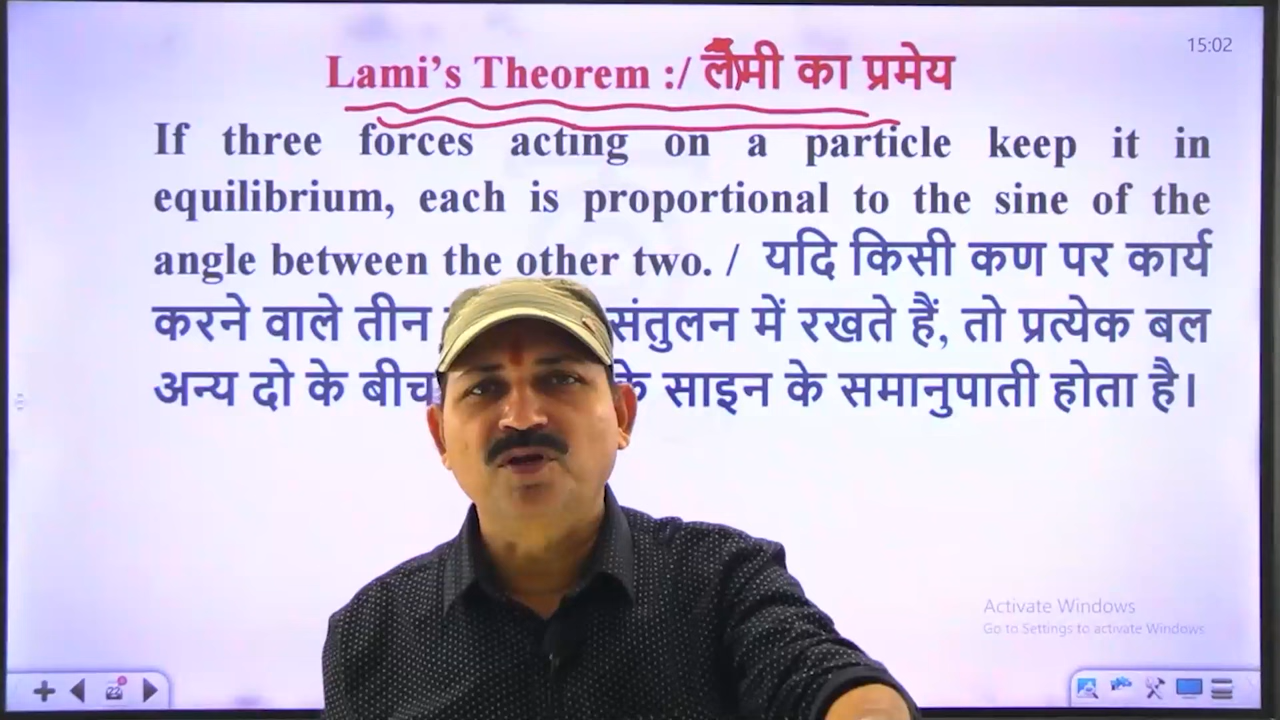 15:02
Lami's Theorem :/ लैमी का प्रमेय
If three forces acting on a particle keep it in
equilibrium, each is proportional to the sine of the
angle between the other two. / यदि किसी कण पर कार्य
करने वाले तीन संतुलन में रखते हैं, तो प्रत्येक बल
अन्य दो के बीच के साइन के समानुपाती होता है।
Activate Windows
Go to Settings to activate Windows.
22